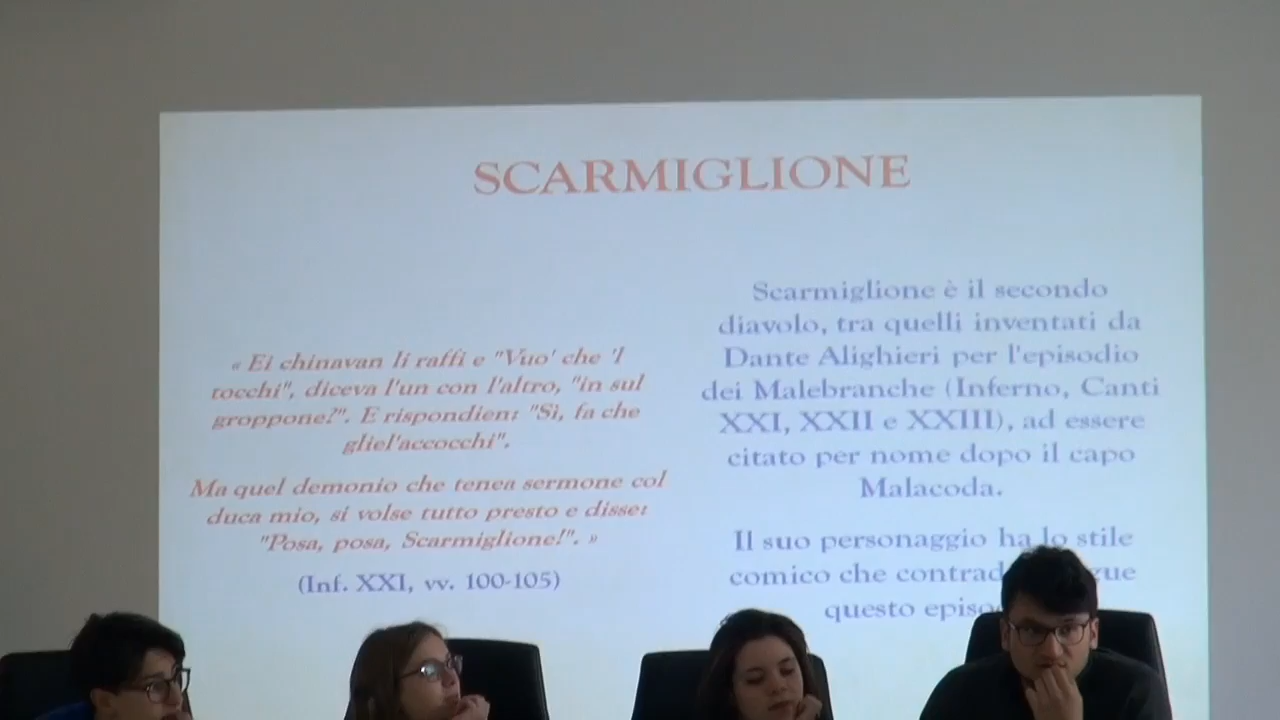 SCARMIGLIONE
« Ei chinavan li raffi e "Vuo' che 'l
tocchi", diceva l'un con l'altro, "in sul
groppone?". E rispondien: "Sì, fa che
gliel'accocchi".
Ma quel demonio che tenea sermone col
duca mio, si volse tutto presto e disse:
"Posa, posa, Scarmiglione!". »
(Inf. XXI, vv. 100-105)
Scarmiglione è il secondo
diavolo, tra quelli inventati da
Dante Alighieri per l'episodio
dei Malebranche (Inferno, Canti
XXI, XXII e XXIII), ad essere
citato per nome dopo il capo
Malacoda.
Il suo personaggio ha lo stile
comico che
questo